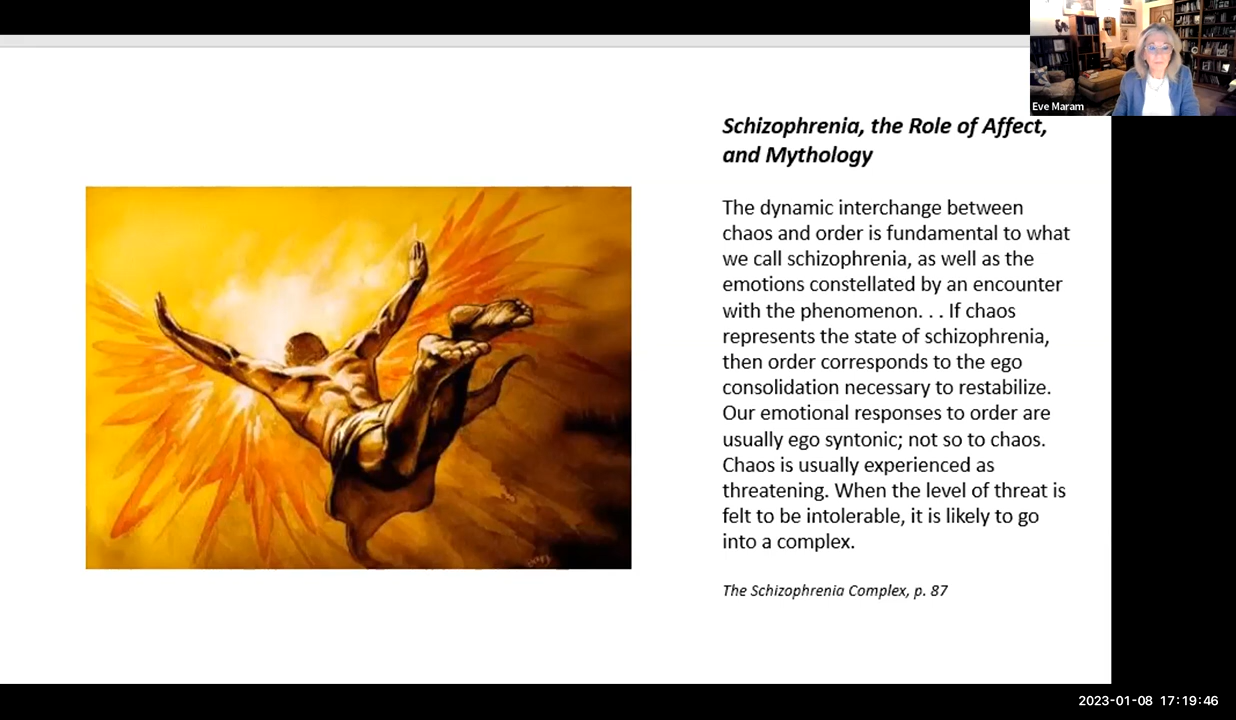 Eve Maram
Schizophrenia, the Role of Affect,
and Mythology
The dynamic interchange between
chaos and order is fundamental to what
we call schizophrenia, as well as the
emotions constellated by an encounter
with the phenomenon. . . If chaos
represents the state of schizophrenia,
then order corresponds to the ego
consolidation necessary to restabilize.
Our emotional responses to order are
usually ego syntonic; not so to chaos.
Chaos is usually experienced as
threatening. When the level of threat is
felt to be intolerable, it is likely to go
into a complex.
The Schizophrenia Complex, p. 87
2023-01-08 17:19:46